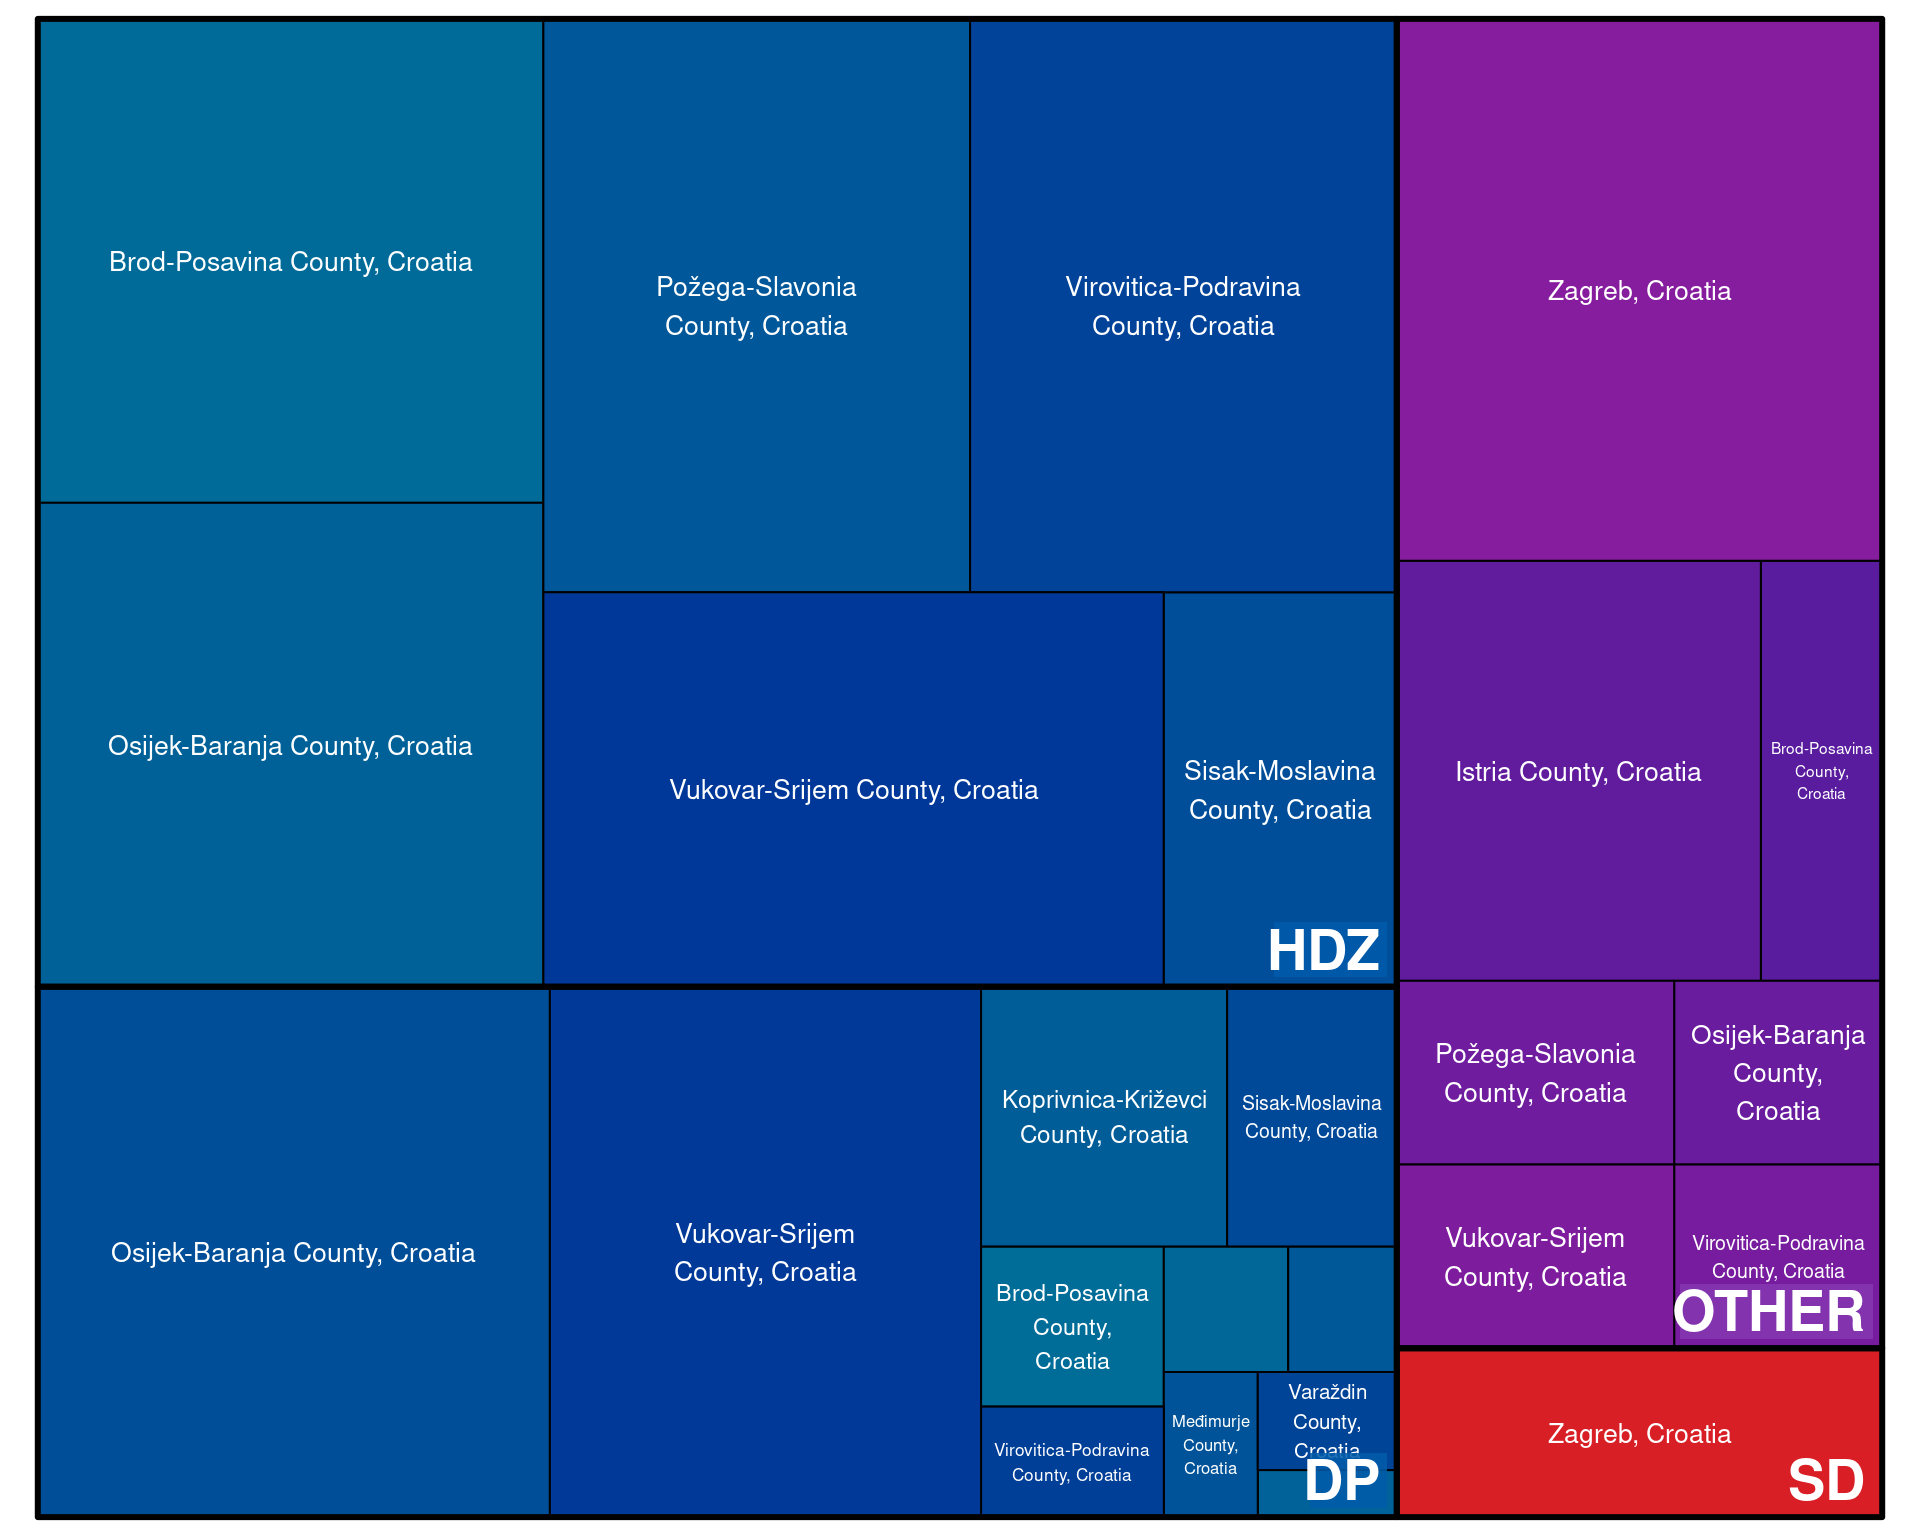 Brod-Posavina County, Croatia
Osijek-Baranja County, Croatia
Požega-Slavonia
County, Croatia
Virovitica-Podravina
County, Croatia
Vukovar-Srijem County, Croatia
Sisak-Moslavina
County, Croatia
HDZ
Osijek-Baranja County, Croatia
Vukovar-Srijem
County, Croatia
Koprivnica-Križevci
County, Croatia
Sisak-Moslavina
County, Croatia
Brod-Posavina
County,
Croatia
Virovitica-Podravina
County, Croatia
Međimurje
County,
Croatia
Varaždin
County,
Croatia
DP
Zagreb, Croatia
Istria County, Croatia
Brod-Posavina
County,
Croatia
Požega-Slavonia
County, Croatia
Osijek-Baranja
County,
Croatia
Vukovar-Srijem
County, Croatia
Virovitica-Podravina
County, Croatia
OTHER
Zagreb, Croatia
SD